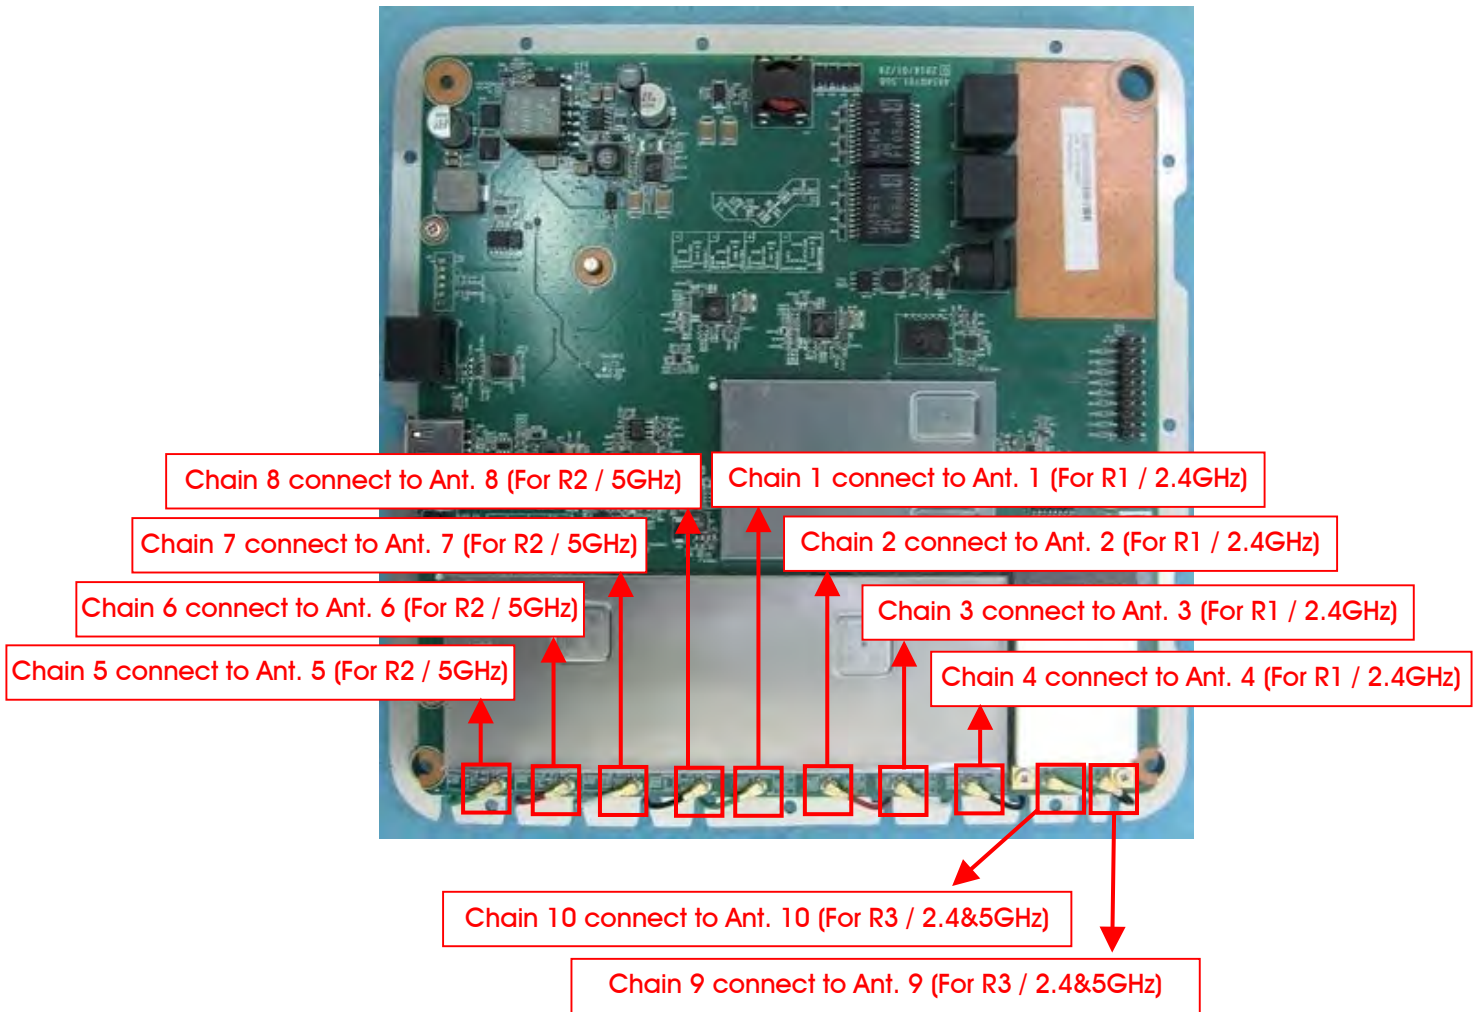 Chain 8 connect to Ant. 8 (For R2 / 5GHz)
Chain 1 connect to Ant. 1 (For R1 / 2.4GHz)
Chain 7 connect to Ant. 7 (For R2 / 5GHz)
Chain 2 connect to Ant. 2 (For R1 / 2.4GHz)
Chain 6 connect to Ant. 6 (For R2 / 5GHz)
Chain 3 connect to Ant. 3 (For R1 / 2.4GHz)
Chain 5 connect to Ant. 5 (For R2 / 5GHz)
Chain 4 connect to Ant. 4 (For R1 / 2.4GHz)
Chain 10 connect to Ant. 10 (For R3 / 2.4&5GHz)
Chain 9 connect to Ant. 9 (For R3 / 2.4&5GHz)